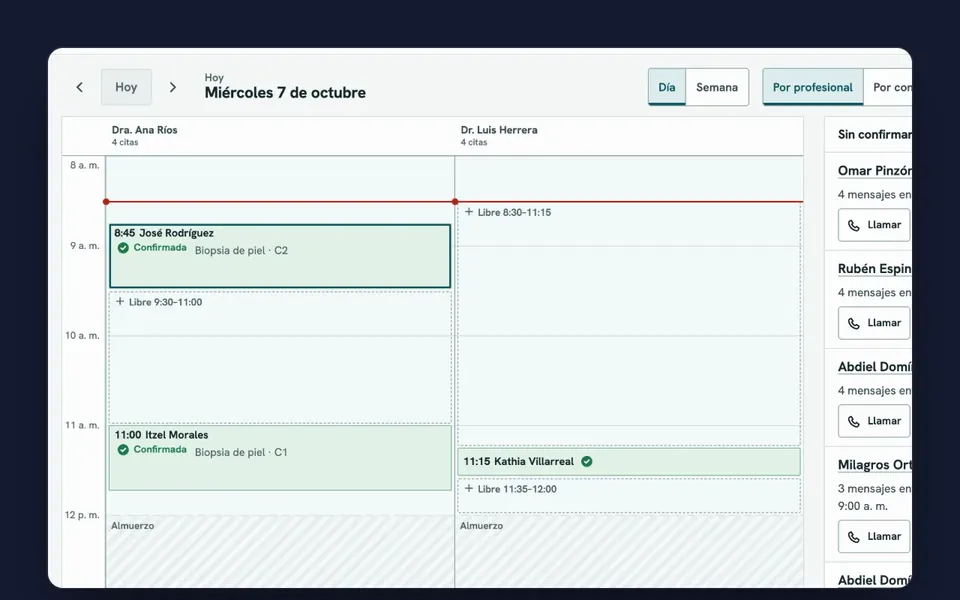 Hoy
Hoy
Miércoles 7 de octubre
Día
Semana
Por profesional
Por con
Dra. Ana Ríos
4 citas
Dr. Luis Herrera
4 citas
8 a. m.
9 a. m.
10 a. m.
11 a. m.
12 p. m.
8:45 José Rodríguez
Confirmada Biopsia de piel · C2
+ Libre 9:30–11:00
11:00 Itzel Morales
Confirmada Biopsia de piel · C1
Almuerzo
+ Libre 8:30–11:15
11:15 Kathia Villarreal
+ Libre 11:35–12:00
Almuerzo
Sin confirmar
Omar Pinzón
4 mensajes en
Llamar
Rubén Espin
4 mensajes en
Llamar
Abdiel Domí
4 mensajes en
Llamar
Milagros Ort
3 mensajes en
9:00 a. m.
Llamar
Abdiel Domí